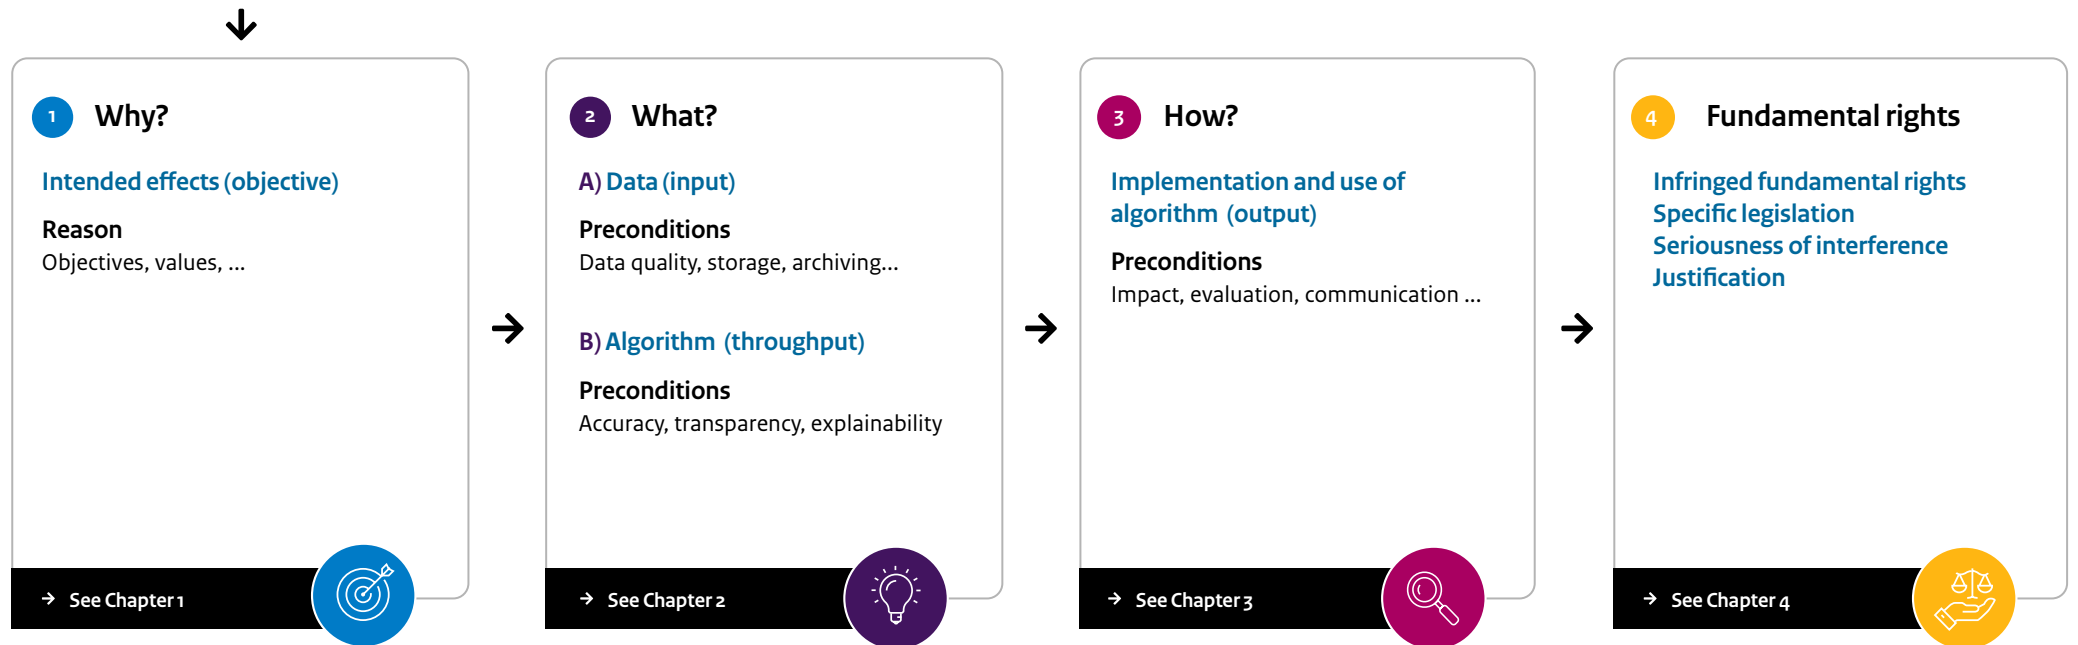 1 Why?
Intended effects (objective)
Reason
Objectives, values, ...
→ See Chapter 1
2 What?
A) Data (input)
Preconditions
Data quality, storage, archiving...
B) Algorithm (throughput)
Preconditions
Accuracy, transparency, explainability
→ See Chapter 2
3 How?
Implementation and use of
algorithm (output)
Preconditions
Impact, evaluation, communication ...
→ See Chapter 3
4 Fundamental rights
Infringed fundamental rights
Specific legislation
Seriousness of interference
Justification
→ See Chapter 4